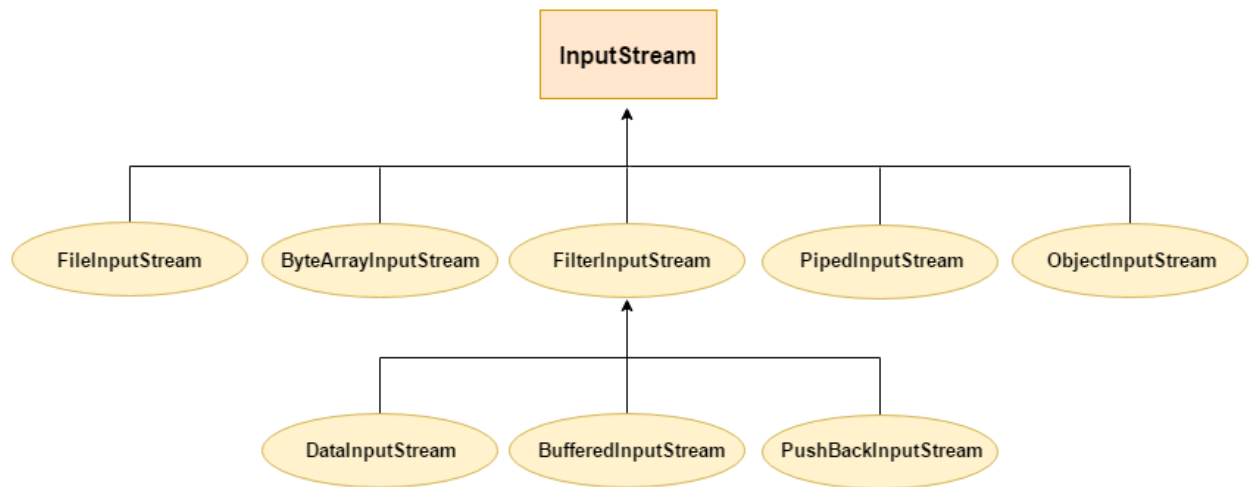 InputStream
FileInputStream
ByteArrayInputStream
FilterInputStream
PipedInputStream
ObjectInputStream
DataInputStream
BufferedInputStream
PushBackInputStream